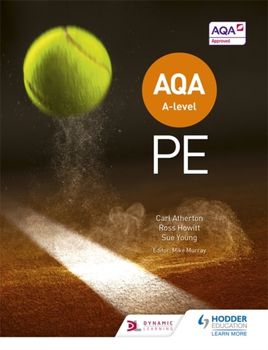 AQA
Approved
AQA
A-level
PE
Carl Atherton
Ross Howitt
Sue Young
Editor: Mike Murray
DYNAMIC
LEARNING
HODDER
EDUCATION
LEARN MORE